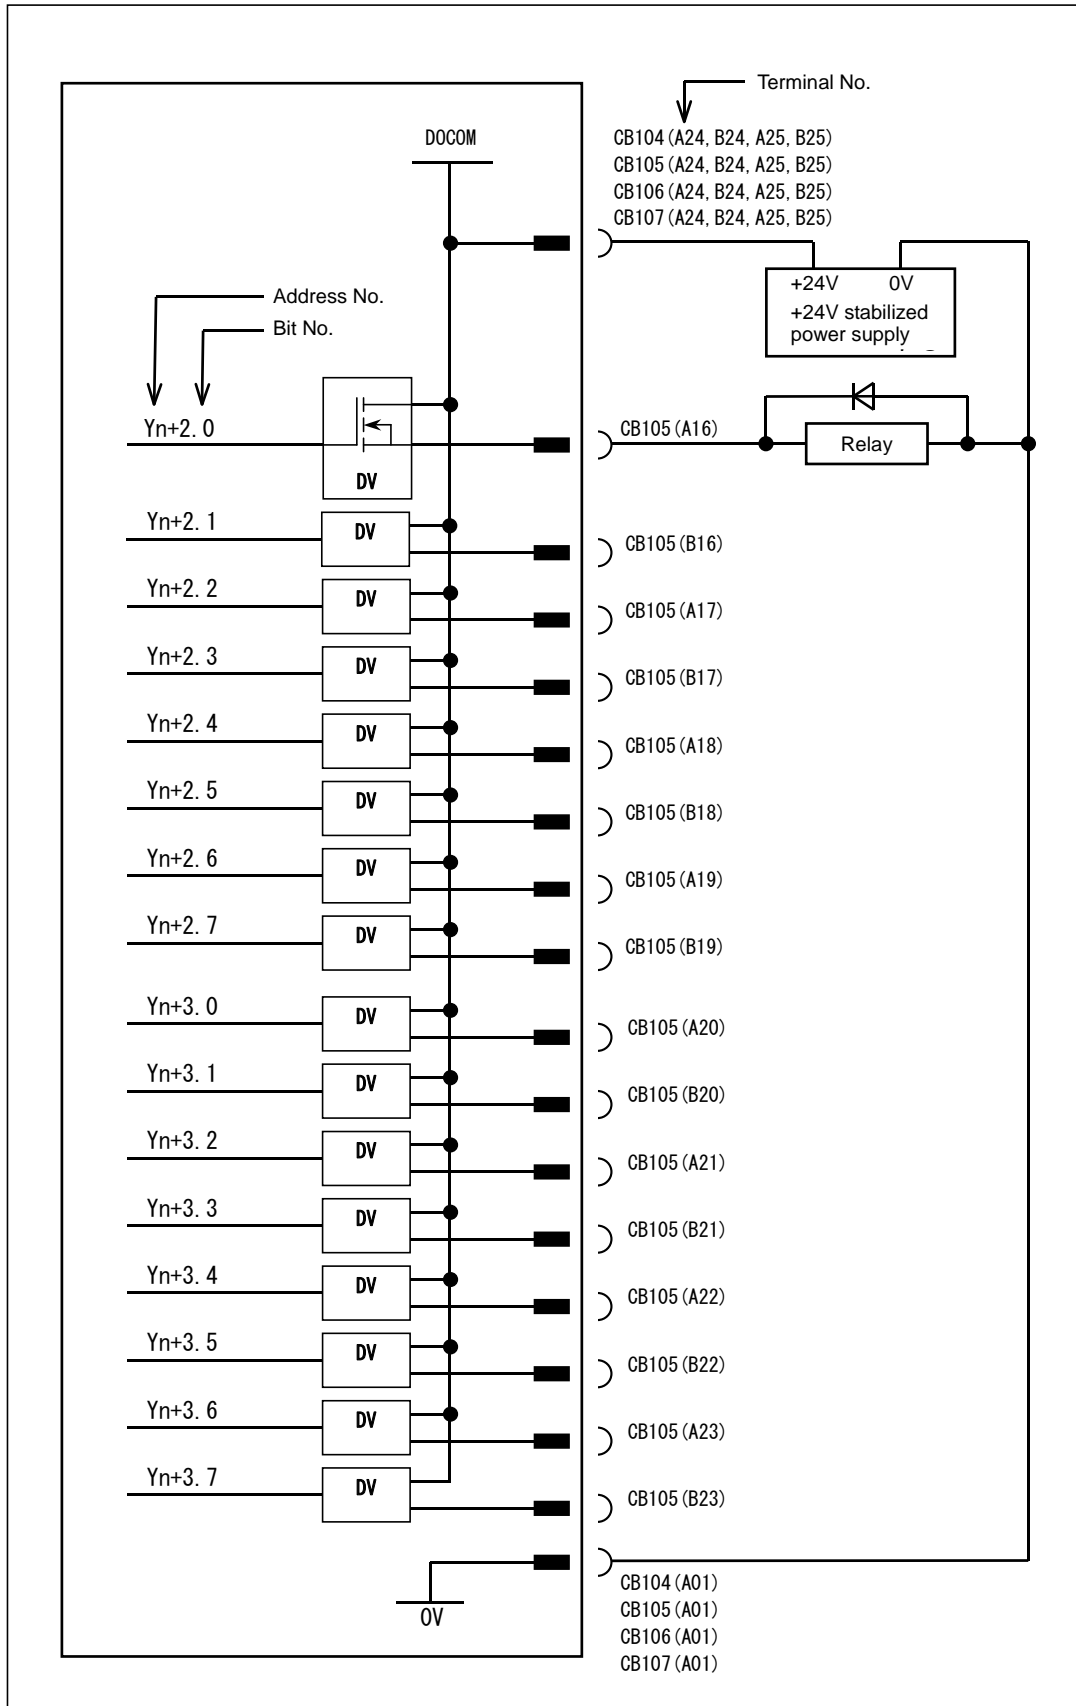 Terminal No.
DOCOM
CB104(A24, B24, A25, B25)
CB105(A24, B24, A25, B25)
CB106(A24, B24, A25, B25)
CB107(A24, B24, A25, B25)
+24V 0V
+24V stabilized
power supply
Address No.
Bit No.
Yn+2.0
DV
CB105(A16)
Relay
Yn+2.1
DV
CB105(B16)
Yn+2.2
DV
CB105(A17)
Yn+2.3
DV
CB105(B17)
Yn+2.4
DV
CB105(A18)
Yn+2.5
DV
CB105(B18)
Yn+2.6
DV
CB105(A19)
Yn+2.7
DV
CB105(B19)
Yn+3.0
DV
CB105(A20)
Yn+3.1
DV
CB105(B20)
Yn+3.2
DV
CB105(A21)
Yn+3.3
DV
CB105(B21)
Yn+3.4
DV
CB105(A22)
Yn+3.5
DV
CB105(B22)
Yn+3.6
DV
CB105(A23)
Yn+3.7
DV
CB105(B23)
0V
CB104(A01)
CB105(A01)
CB106(A01)
CB107(A01)